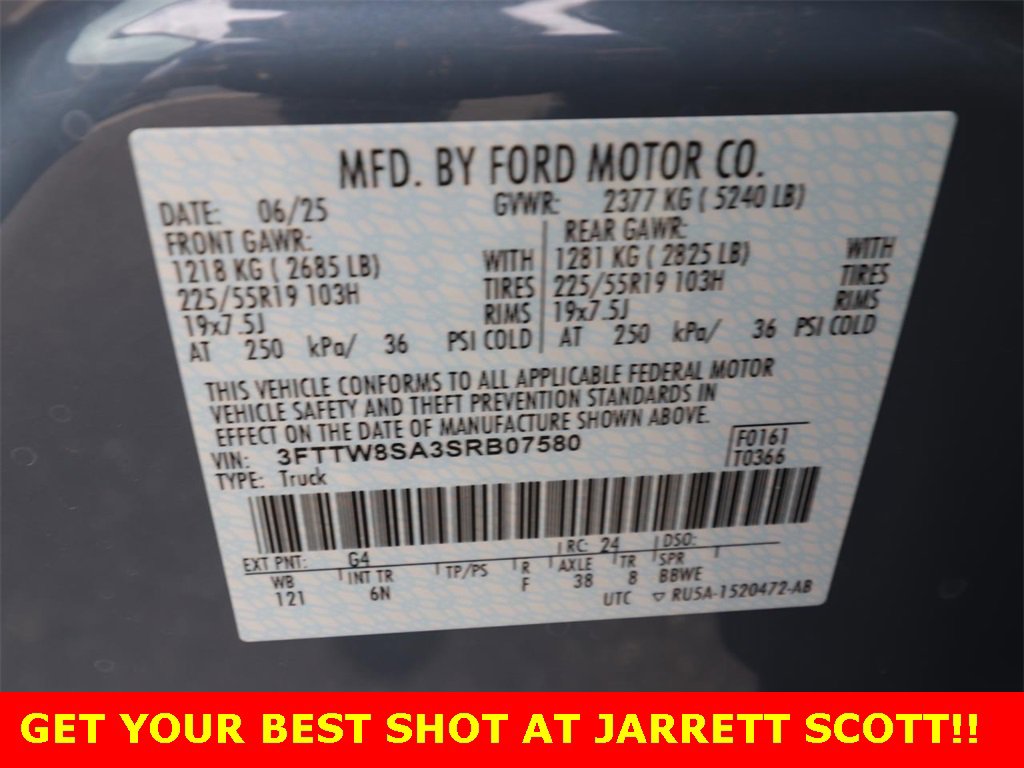 MFD. BY FORD MOTOR CO.
DATE: 06/25 GVWR: 2377 KG ( 5240 LB)
FRONT GAWR: REAR GAWR:
1218 KG ( 2685 LB) WITH 1281 KG ( 2825 LB) WITH
225/55R19 103H TIRES 225/55R19 103H TIRES
19x7.5J RIMS 19x7.5J RIMS
AT 250 kPa/ 36 PSI COLD AT 250 kPa/ 36 PSI COLD
THIS VEHICLE CONFORMS TO ALL APPLICABLE FEDERAL MOTOR
VEHICLE SAFETY AND THEFT PREVENTION STANDARDS IN
EFFECT ON THE DATE OF MANUFACTURE SHOWN ABOVE.
VIN: 3FTTW8SA3SRB07580 F0161
TYPE: Truck T0366
EXT PNT: G4 RC: 24 DSO:
WB INT TR TP/PS R AXLE TR SPR
121 6N F 38 8 BBWE
UTC ▽ RU5A-1520472-AB
GET YOUR BEST SHOT AT JARRETT SCOTT!!